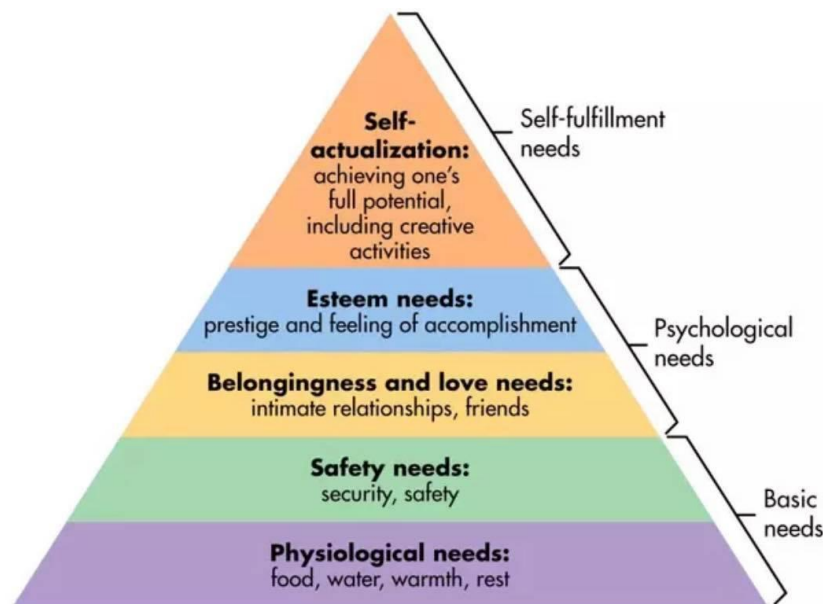 Self-
actualization:
achieving one's
full potential,
including creative
activities
Self-fulfillment
needs
Esteem needs:
prestige and feeling of accomplishment
Belongingness and love needs:
intimate relationships, friends
Psychological
needs
Safety needs:
security, safety
Physiological needs:
food, water, warmth, rest
Basic
needs